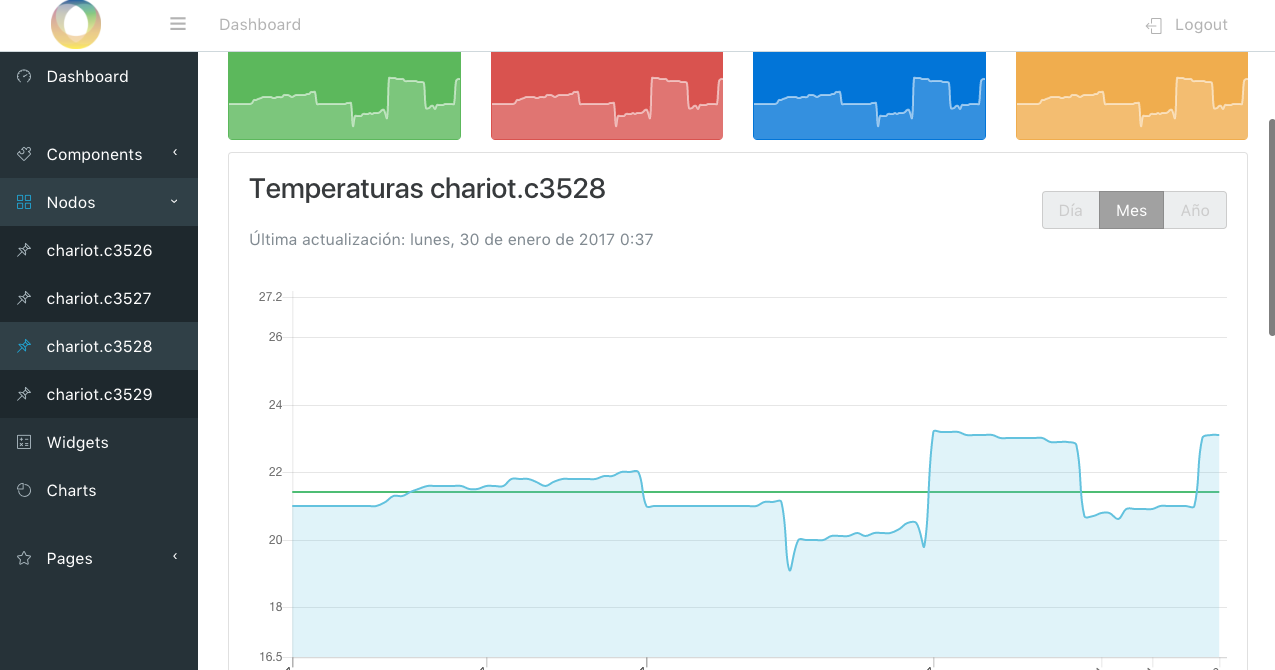 Dashboard
Logout
Dashboard
Components
Nodos
chariot.c3526
chariot.c3527
chariot.c3528
chariot.c3529
Widgets
Charts
Pages
Temperaturas chariot.c3528
Día Mes Año
Última actualización: lunes, 30 de enero de 2017 0:37
27.2
26
24
22
20
18
16.5